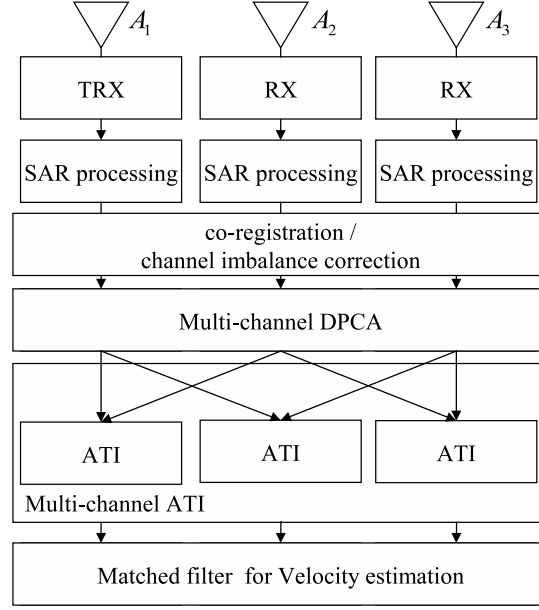 A1 A2 A3
TRX RX RX
SAR processing SAR processing SAR processing
co-registration /
channel imbalance correction
Multi-channel DPCA
ATI ATI ATI
Multi-channel ATI
Matched filter for Velocity estimation